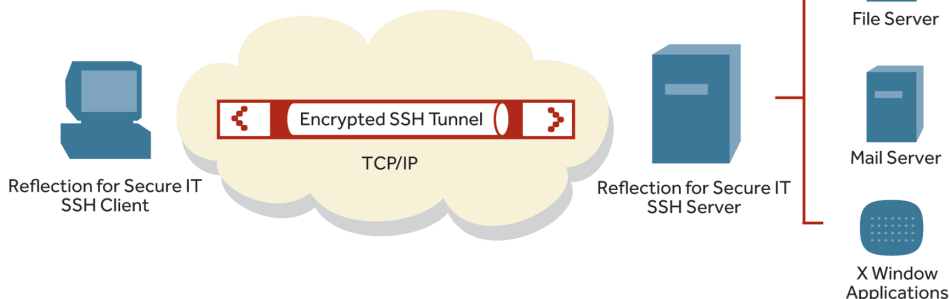 File Server
Encrypted SSH Tunnel
TCP/IP
Mail Server
Reflection for Secure IT
SSH Client
Reflection for Secure IT
SSH Server
X Window
Applications